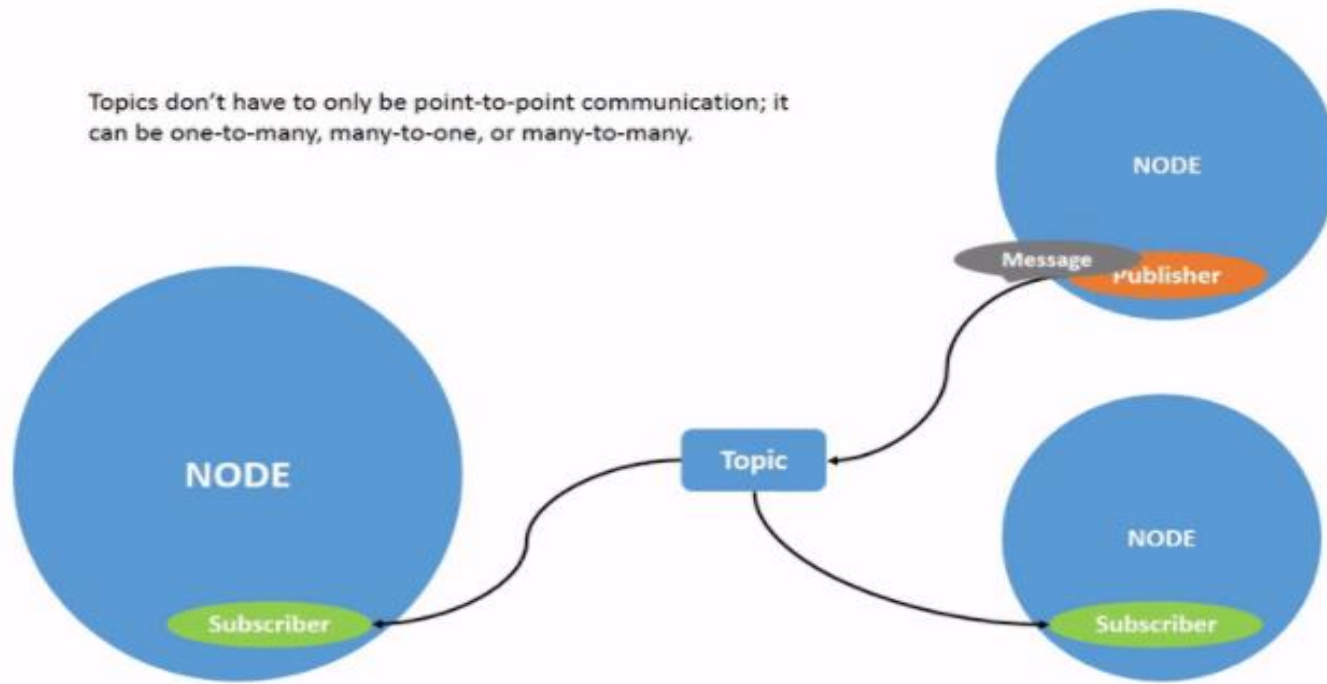 Topics don't have to only be point-to-point communication; it
can be one-to-many, many-to-one, or many-to-many.
NODE
Message
Publisher
Topic
NODE
Subscriber
NODE
Subscriber